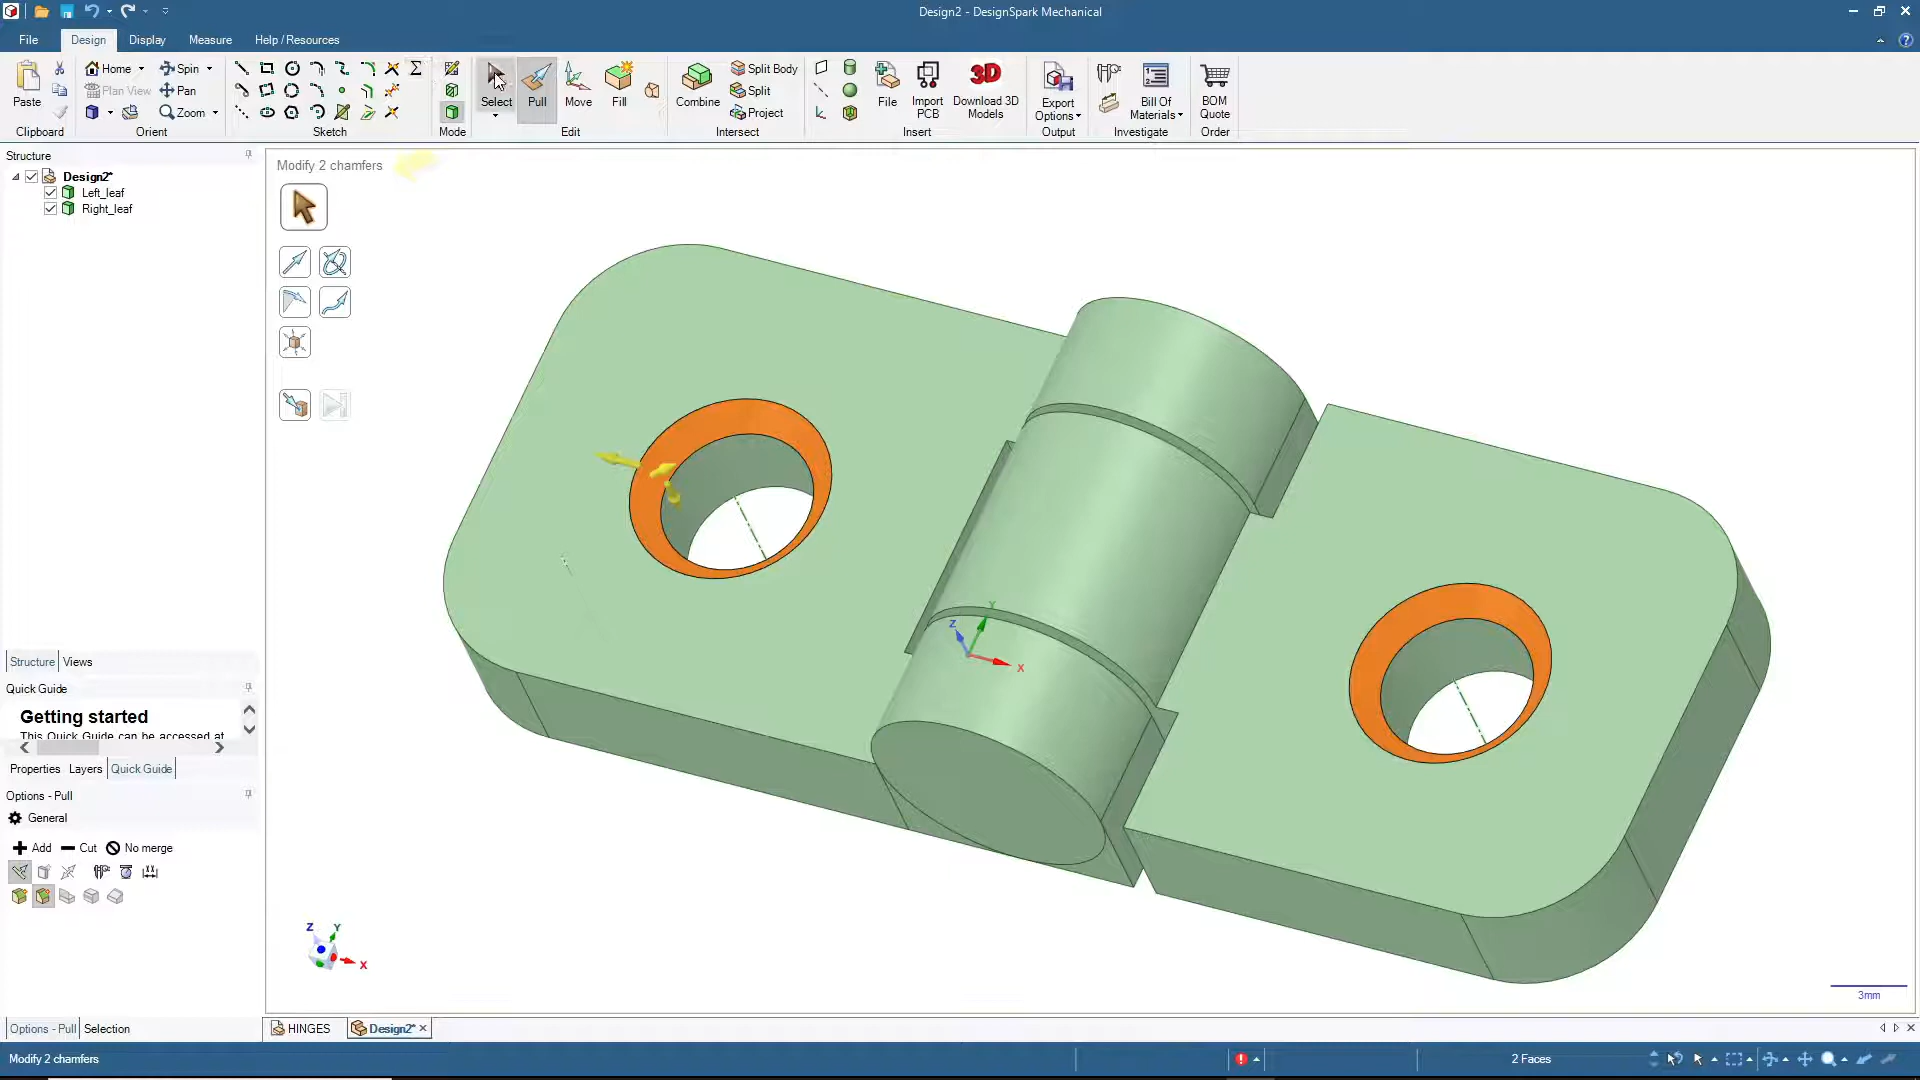 Design2 - DesignSpark Mechanical
File
Design
Display
Measure
Help / Resources
Paste
Clipboard
Home
Plan View
Spin
Pan
Zoom
Orient
Sketch
Mode
Select
Pull
Move
Fill
Edit
Combine
Split Body
Split
Project
Intersect
File
Import PCB
Download 3D Models
Insert
Export Options
Output
Bill Of Materials
Investigate
BOM Quote
Order
Structure
Design2*
Left_leaf
Right_leaf
Structure
Views
Quick Guide
Getting started
This Quick Guide can be accessed at
Properties
Layers
Quick Guide
Options - Pull
General
Add
Cut
No merge
Options - Pull
Selection
Modify 2 chamfers
Z
Y
X
Z
Y
X
3mm
HINGES
Design2*
Modify 2 chamfers
2 Faces